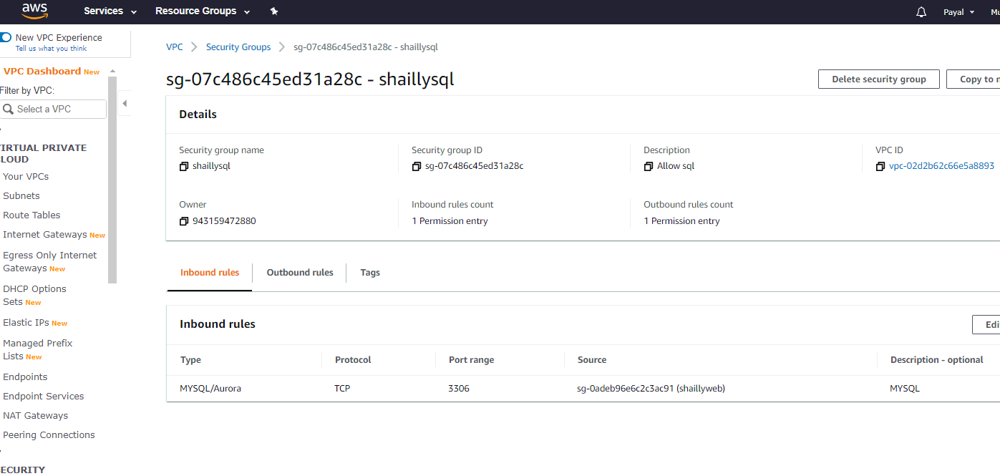 aws Services Resource Groups Payal Mu
New VPC Experience
Tell us what you think
VPC Dashboard New
Filter by VPC:
Select a VPC
VIRTUAL PRIVATE
CLOUD
Your VPCs
Subnets
Route Tables
Internet Gateways New
Egress Only Internet
Gateways New
DHCP Options
Sets New
Elastic IPs New
Managed Prefix
Lists New
Endpoints
Endpoint Services
NAT Gateways
Peering Connections
SECURITY
VPC Security Groups sg-07c486c45ed31a28c - shaillysql
sg-07c486c45ed31a28c - shaillysql
Delete security group Copy to n
Details
Security group name Security group ID Description VPC ID
shaillysql sg-07c486c45ed31a28c Allow sql vpc-02d2b62c66e5a8893
Owner Inbound rules count Outbound rules count
943159472880 1 Permission entry 1 Permission entry
Inbound rules Outbound rules Tags
Inbound rules Edi
Type Protocol Port range Source Description - optional
MYSQL/Aurora TCP 3306 sg-0adeb96e6c2c3ac91 (shaillyweb) MYSQL